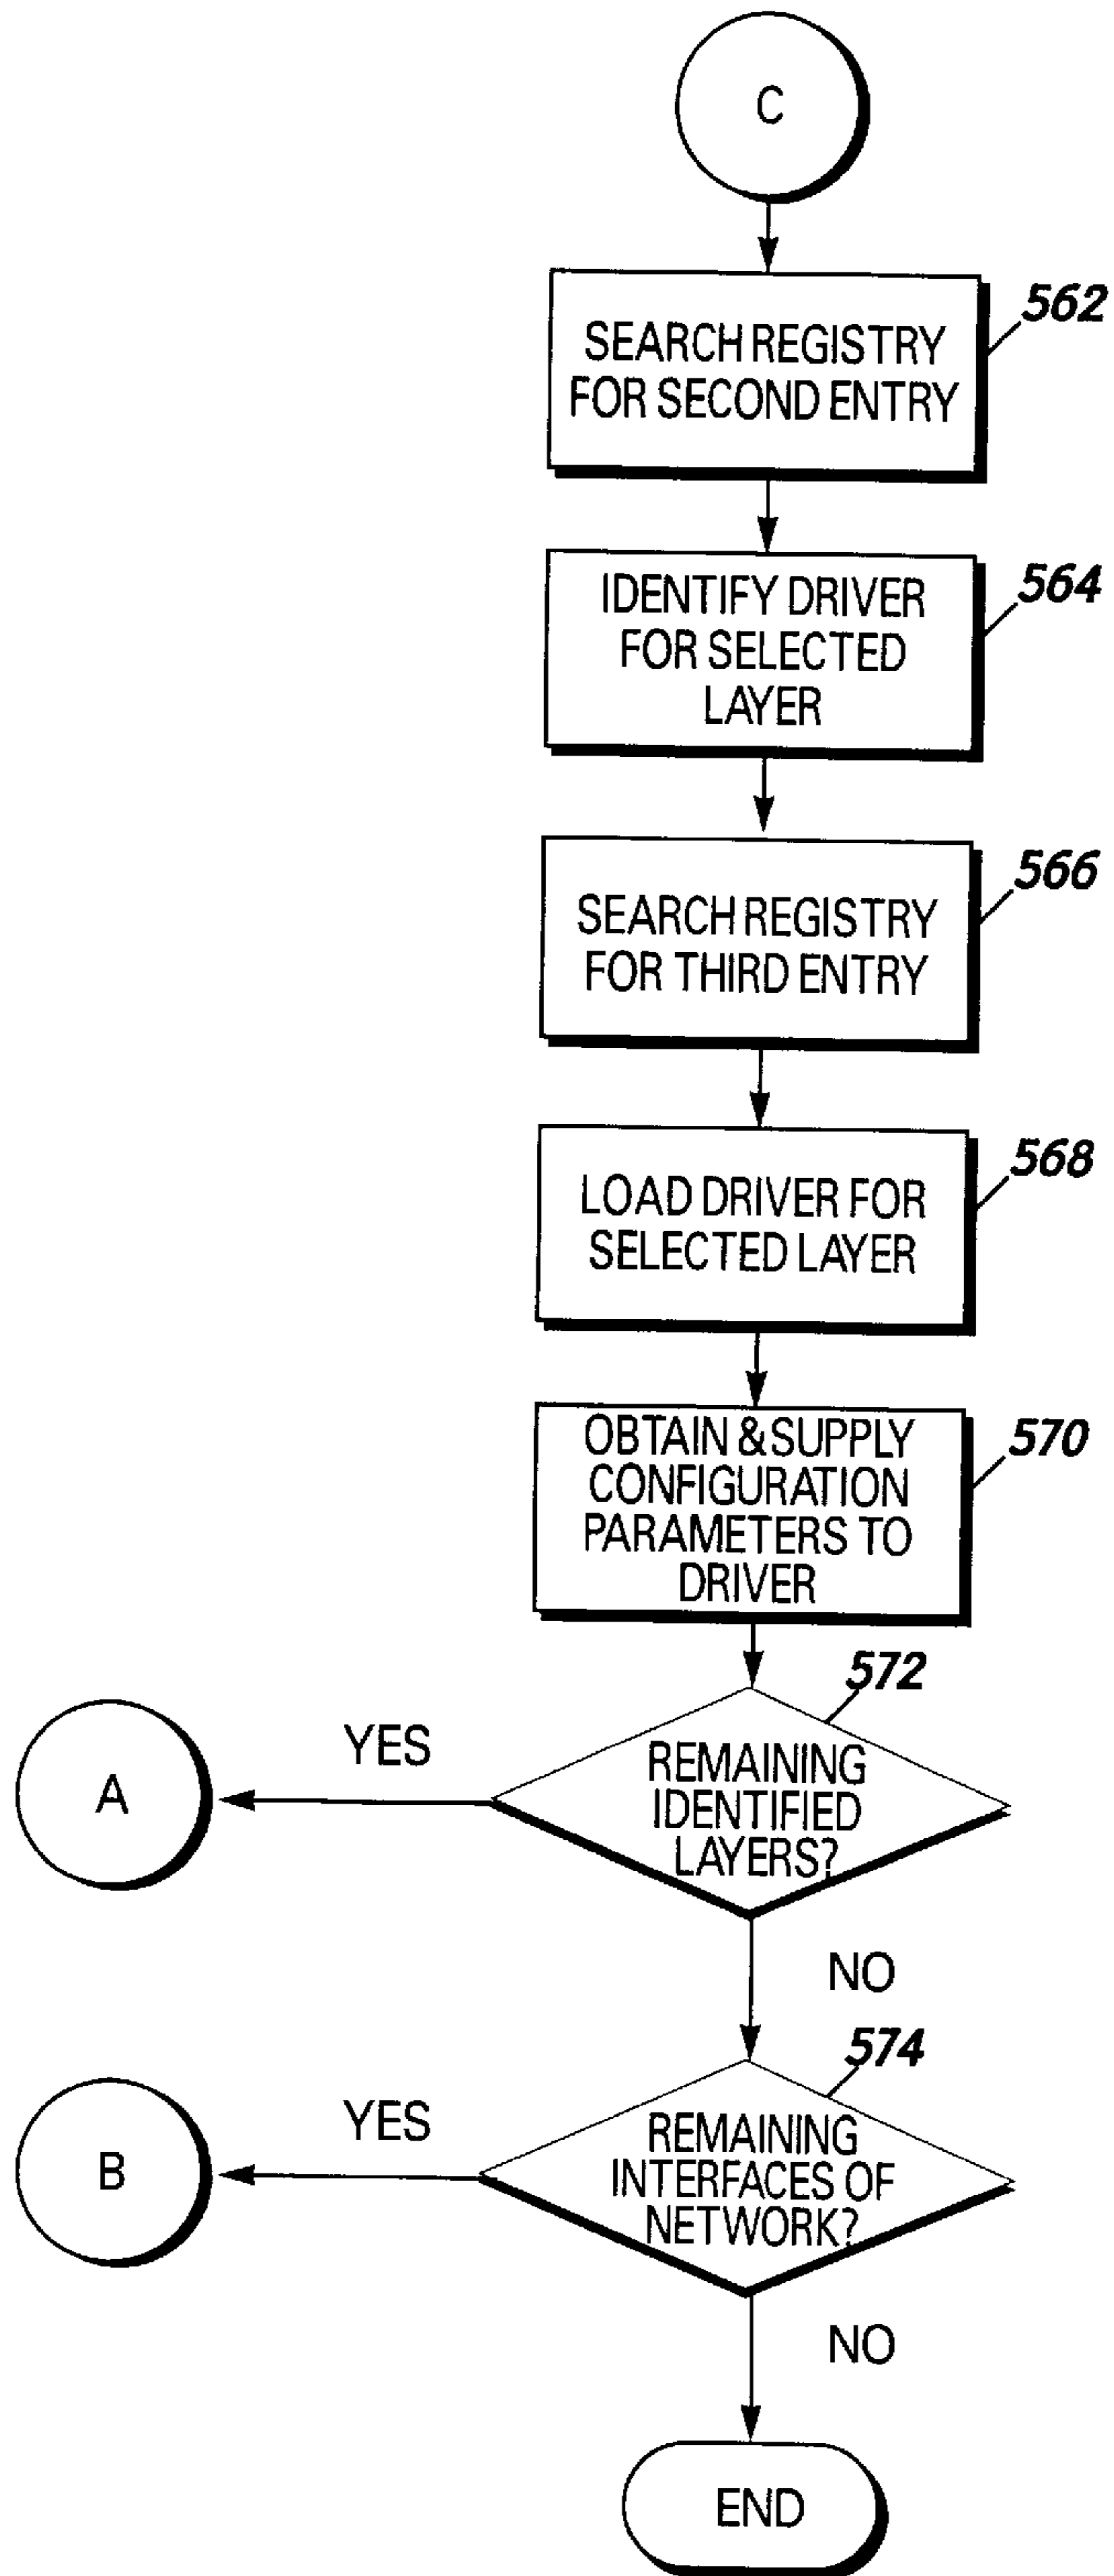 C
562
SEARCH REGISTRY
FOR SECOND ENTRY
564
IDENTIFY DRIVER
FOR SELECTED
LAYER
566
SEARCH REGISTRY
FOR THIRD ENTRY
568
LOAD DRIVER FOR
SELECTED LAYER
570
OBTAIN & SUPPLY
CONFIGURATION
PARAMETERS TO
DRIVER
572
YES
A
REMAINING
IDENTIFIED
LAYERS?
NO
574
YES
B
REMAINING
INTERFACES OF
NETWORK?
NO
END